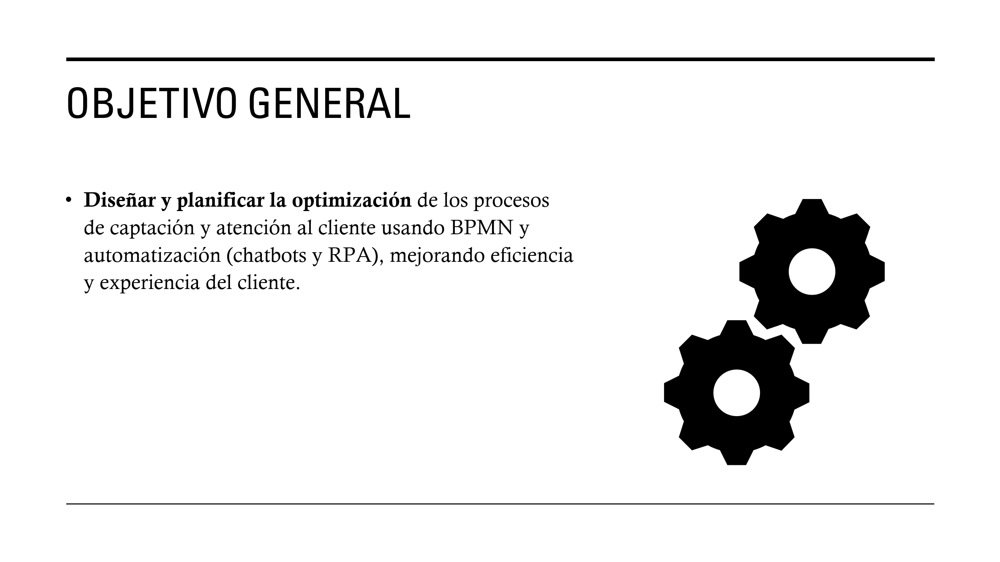 OBJETIVO GENERAL
• Diseñar y planificar la optimización de los procesos
de captación y atención al cliente usando BPMN y
automatización (chatbots y RPA), mejorando eficiencia
y experiencia del cliente.